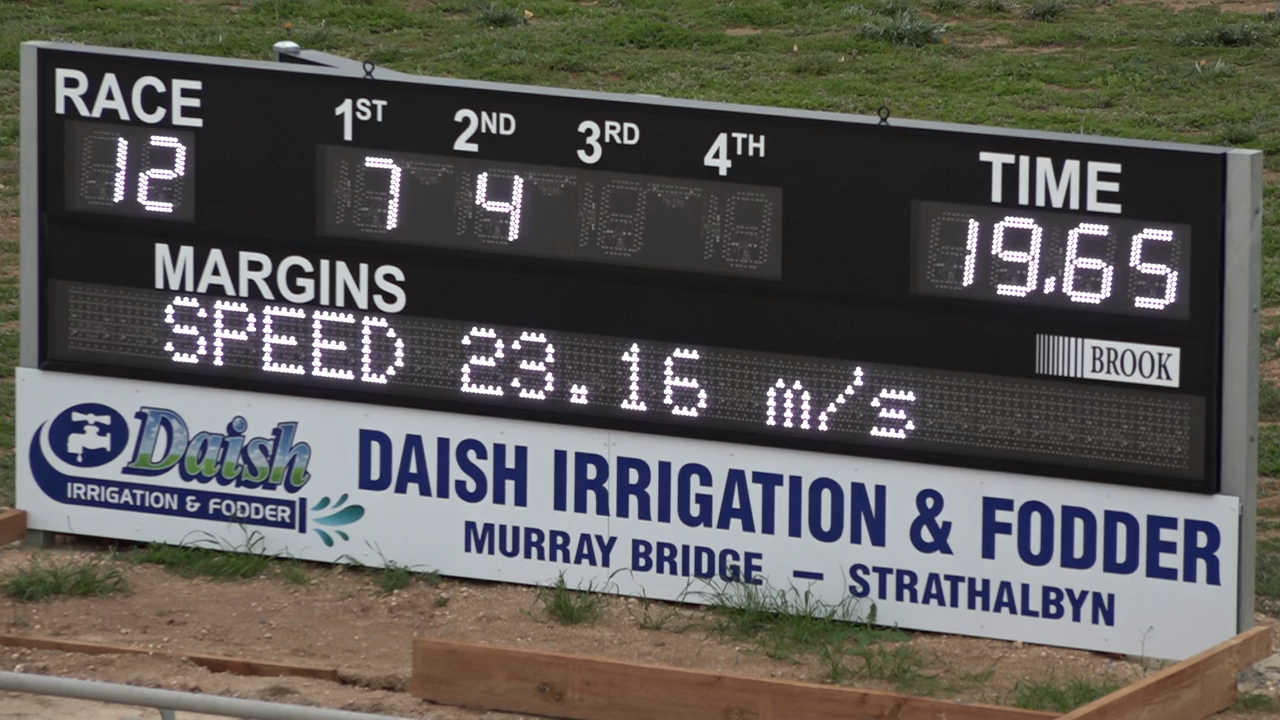 RACE 1ST 2ND 3RD 4TH TIME
12 7 4 19.65
MARGINS
SPEED 23.16 m/s
BROOK
Daish
IRRIGATION & FODDER
DAISH IRRIGATION & FODDER
MURRAY BRIDGE – STRATHALBYN